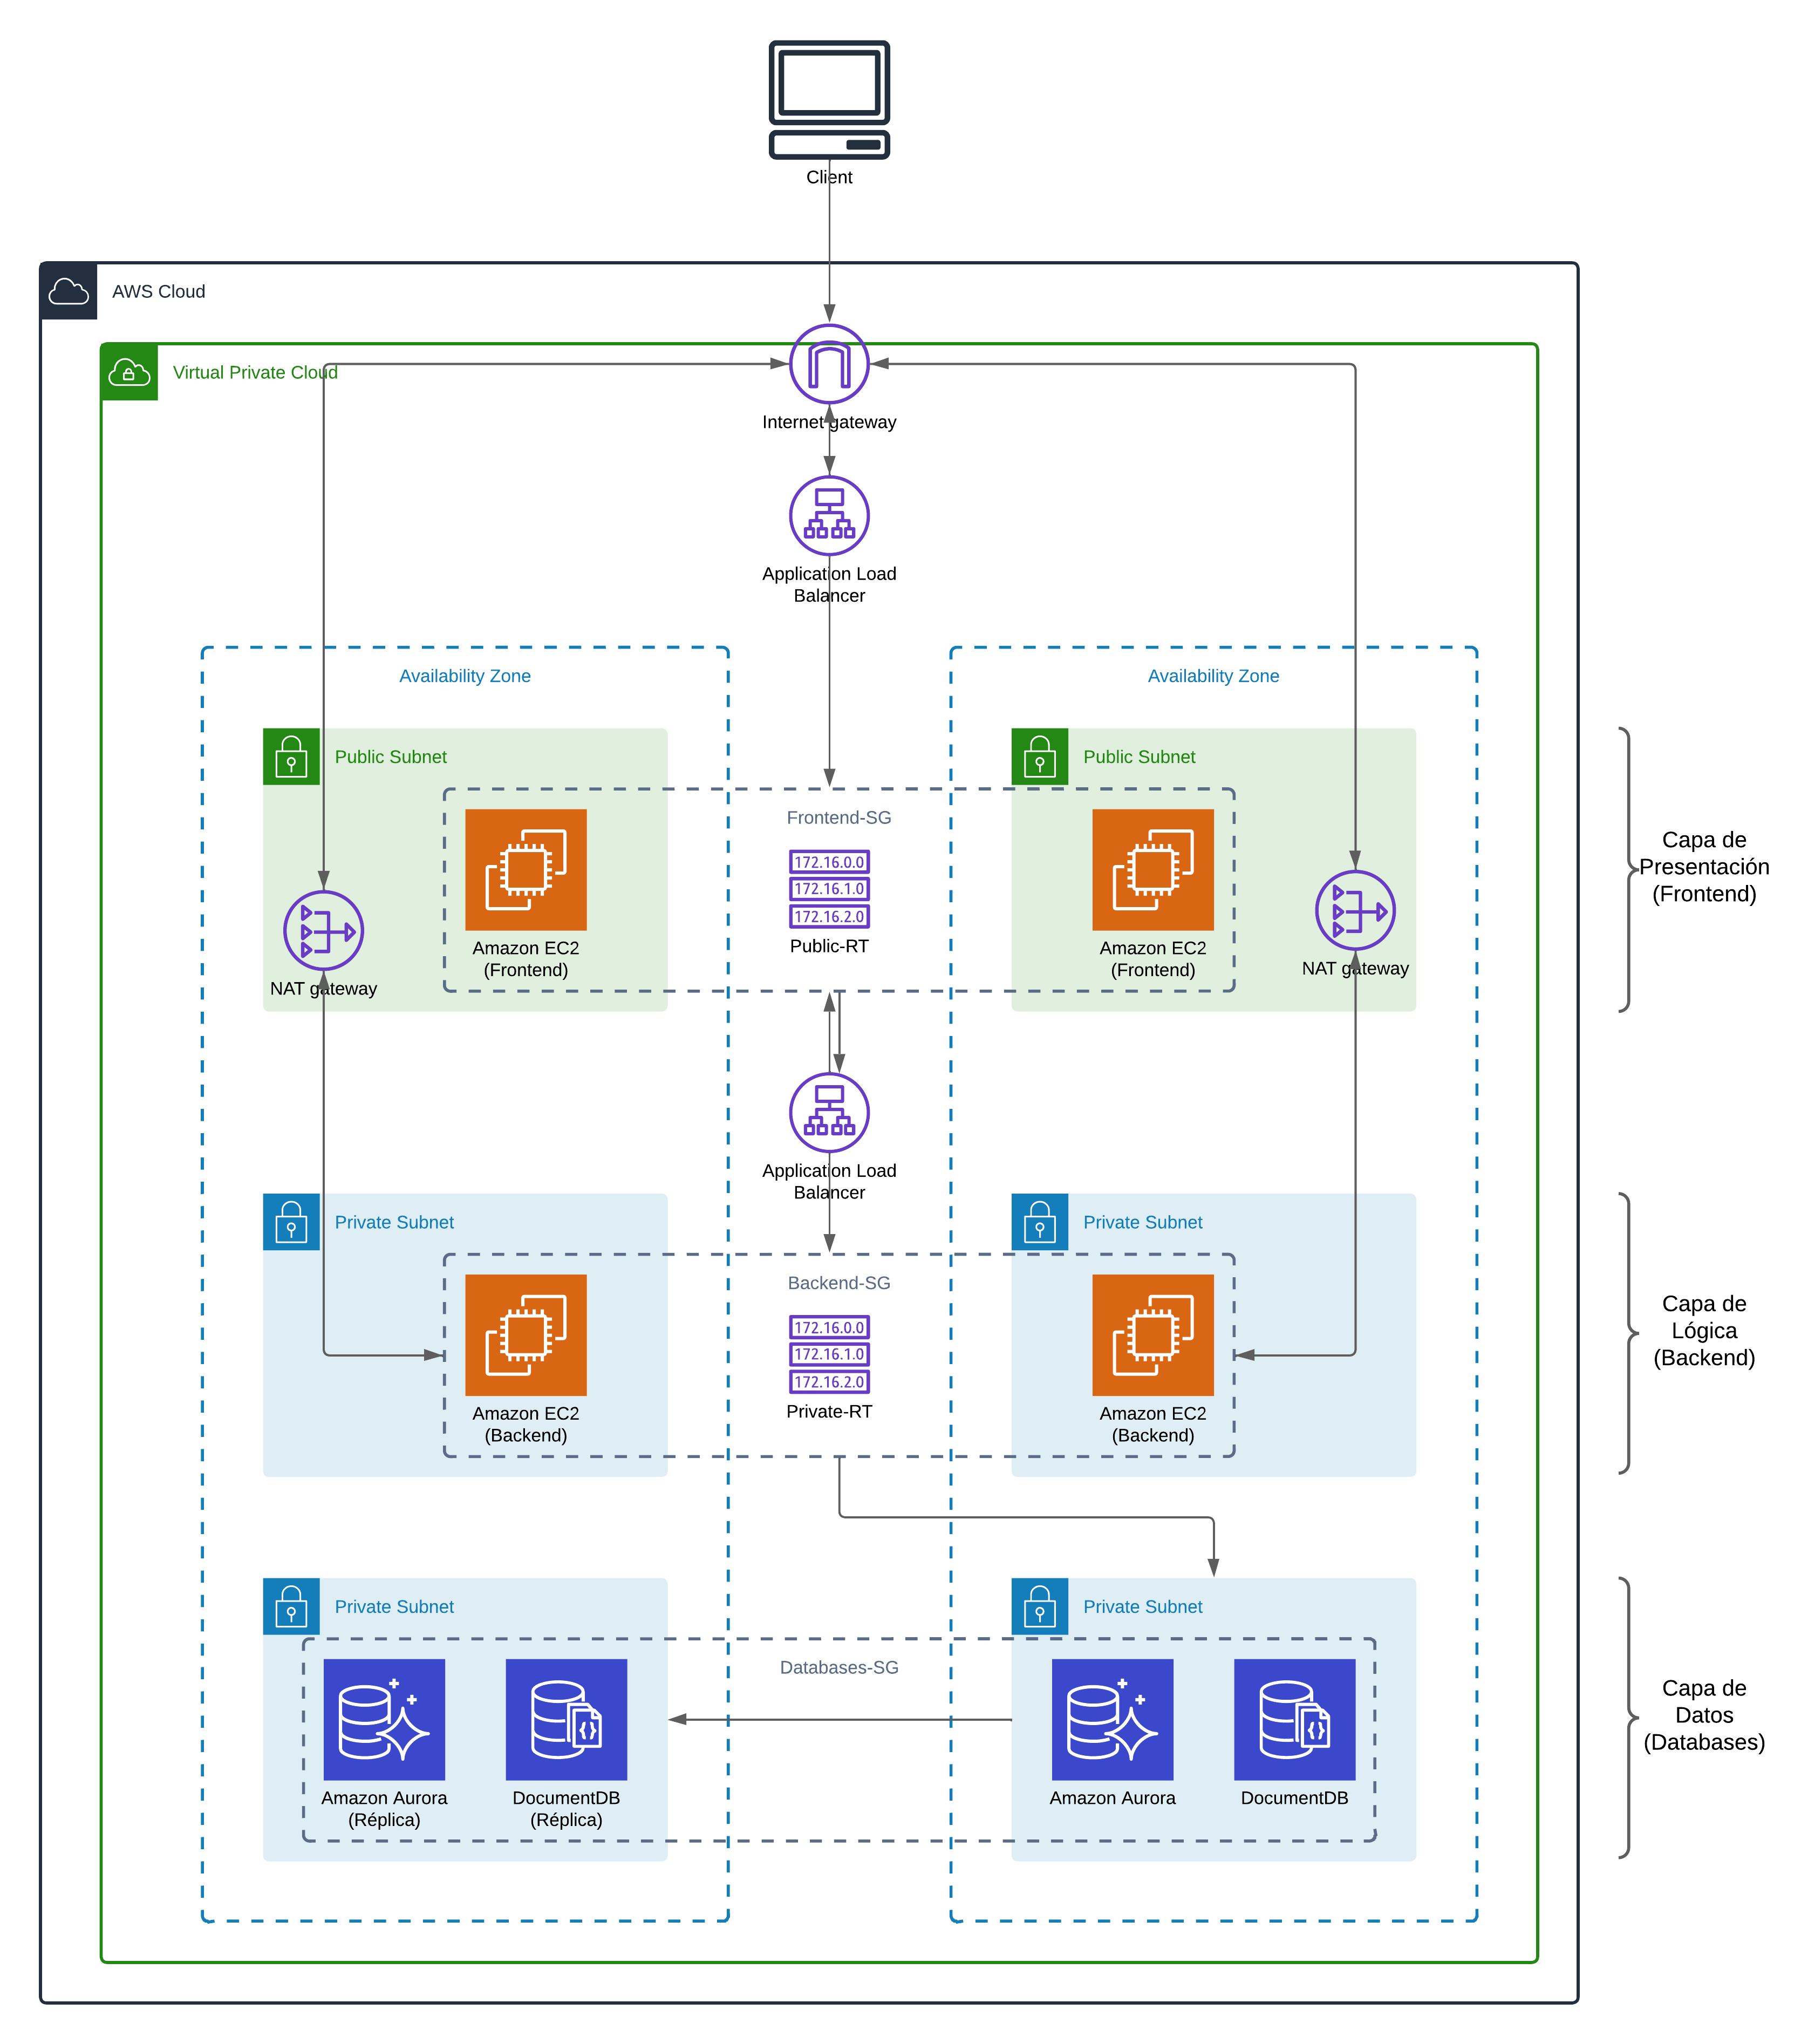 Client
AWS Cloud
Virtual Private Cloud
Internet gateway
Application Load
Balancer
Availability Zone
Availability Zone
Public Subnet
Public Subnet
Frontend-SG
172.16.0.0
172.16.1.0
172.16.2.0
Public-RT
Amazon EC2
(Frontend)
Amazon EC2
(Frontend)
NAT gateway
NAT gateway
Capa de
Presentación
(Frontend)
Application Load
Balancer
Private Subnet
Private Subnet
Backend-SG
172.16.0.0
172.16.1.0
172.16.2.0
Private-RT
Amazon EC2
(Backend)
Amazon EC2
(Backend)
Capa de
Lógica
(Backend)
Private Subnet
Private Subnet
Databases-SG
Amazon Aurora
(Réplica)
DocumentDB
(Réplica)
Amazon Aurora
DocumentDB
Capa de
Datos
(Databases)